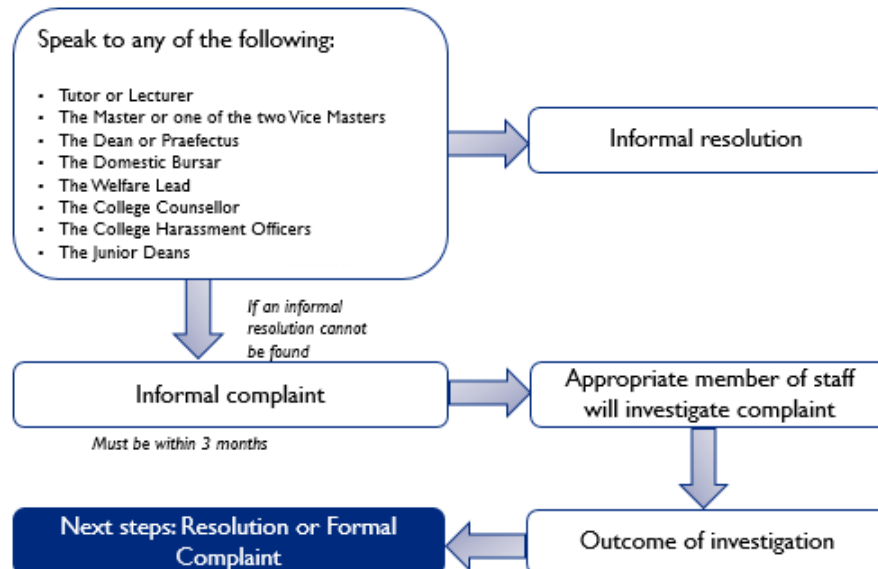 Speak to any of the following:
• Tutor or Lecturer
• The Master or one of the two Vice Masters
• The Dean or Praefectus
• The Domestic Bursar
• The Welfare Lead
• The College Counsellor
• The College Harassment Officers
• The Junior Deans
Informal resolution
If an informal
resolution cannot
be found
Informal complaint
Must be within 3 months
Appropriate member of staff
will investigate complaint
Outcome of investigation
Next steps: Resolution or Formal
Complaint